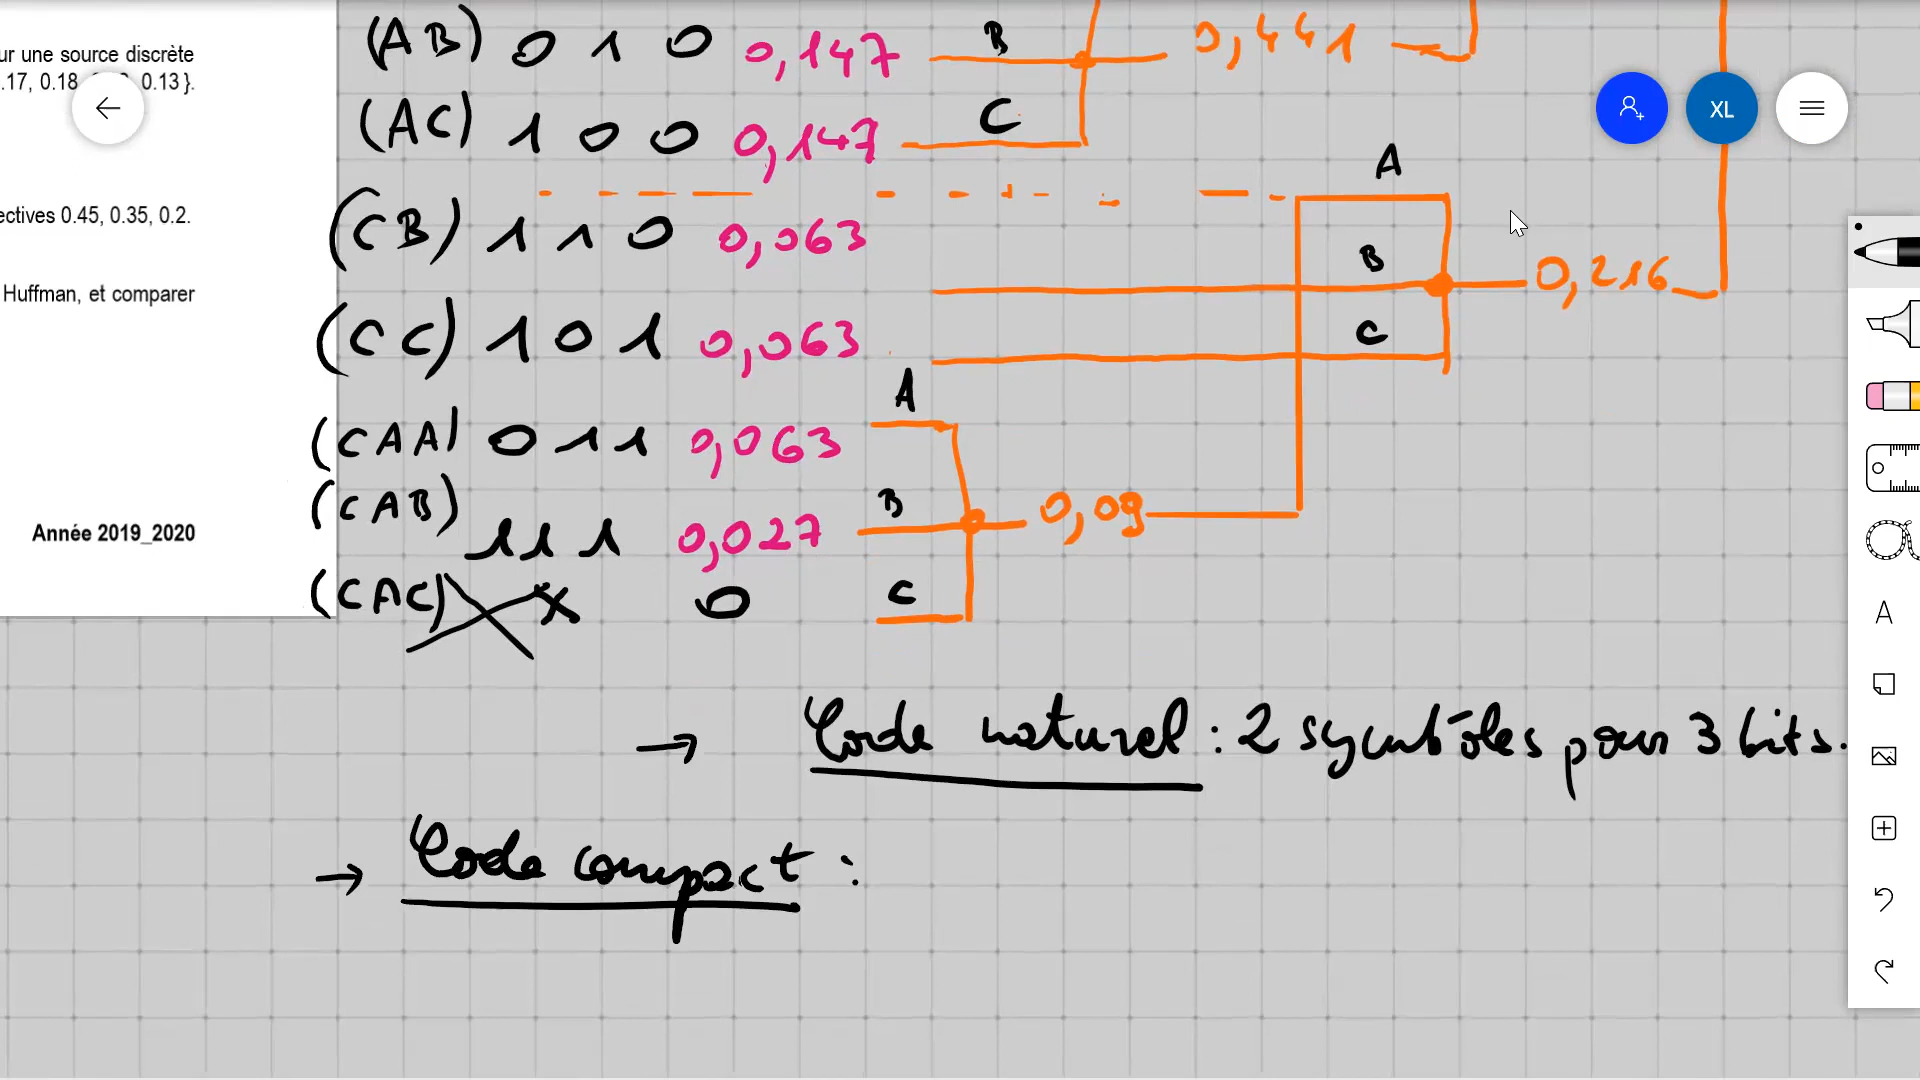 ur une source discrète
.17, 0.18, 0.13 }.
ectives 0.45, 0.35, 0.2.
Huffman, et comparer
Année 2019_2020
(AB) 0 1 0 0,147 B 0,441
(AC) 1 0 0 0,147 C
XL
A
(CB) 1 1 0 0,063
B 0,216
(CC) 1 0 1 0,063 C
A
(CAA) 0 1 1 0,063
(CAB) 1 1 1 0,027 B 0,09
(CAC) X 0 C
→ Code naturel : 2 symbôles pour 3 bits.
→ Code compact :
A